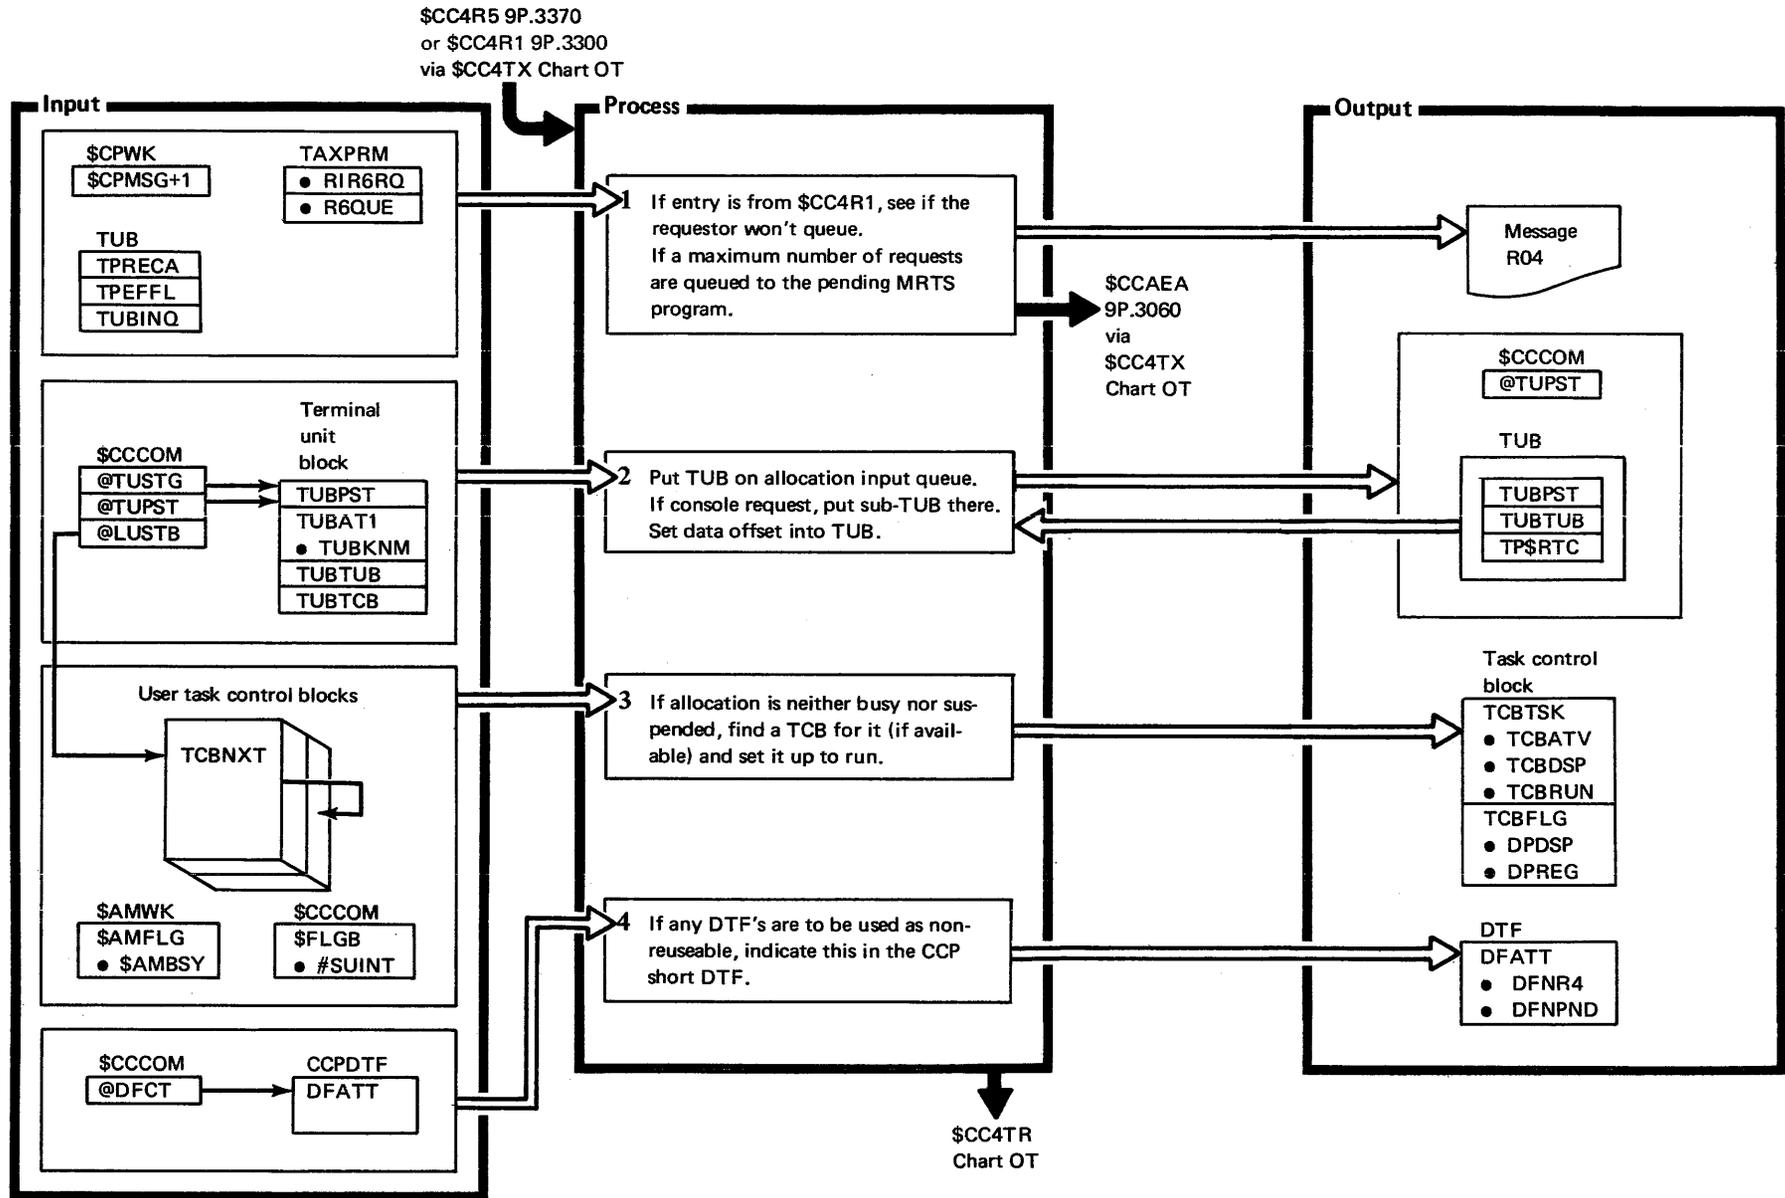 $CC4R5 9P.3370
or $CC4R1 9P.3300
via $CC4TX Chart OT
Input
$CPWK
$CPMSG+1
TAXPRM
● RIR6RQ
● R6QUE
TUB
TPRECA
TPEFFL
TUBINQ
Terminal
unit
block
$CCCOM
@TUSTG
@TUPST
@LUSTB
TUBPST
TUBAT1
● TUBKNM
TUBTUB
TUBTCB
User task control blocks
TCBNXT
$AMWK
$AMFLG
● $AMBSY
$CCCOM
$FLGB
● #SUINT
$CCCOM
@DFCT
CCPDTF
DFATT
Process
1 If entry is from $CC4R1, see if the
requestor won't queue.
If a maximum number of requests
are queued to the pending MRTS
program.
$CCAEA
9P.3060
via
$CC4TX
Chart OT
2 Put TUB on allocation input queue.
If console request, put sub-TUB there.
Set data offset into TUB.
3 If allocation is neither busy nor sus-
pended, find a TCB for it (if avail-
able) and set it up to run.
4 If any DTF's are to be used as non-
reuseable, indicate this in the CCP
short DTF.
$CC4TR
Chart OT
Output
Message
R04
$CCCOM
@TUPST
TUB
TUBPST
TUBTUB
TP$RTC
Task control
block
TCBTSK
● TCBATV
● TCBDSP
● TCBRUN
TCBFLG
● DPDSP
● DPREG
DTF
DFATT
● DFNR4
● DFNPND